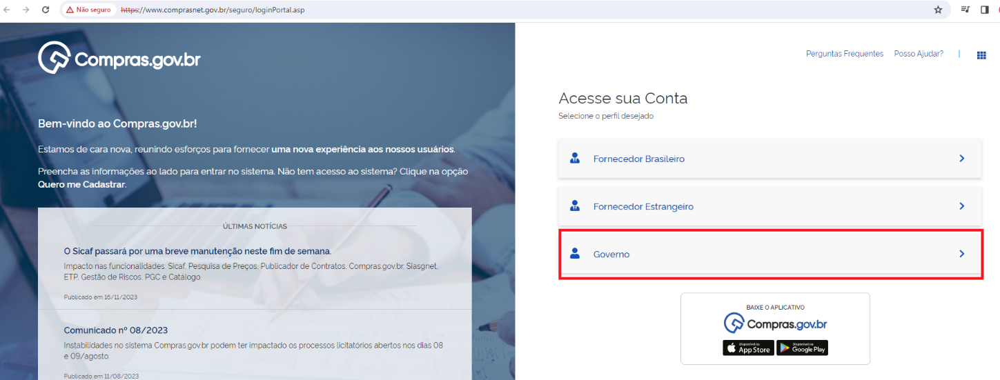 Não seguro https://www.comprasnet.gov.br/seguro/loginPortal.asp
Compras.gov.br
Perguntas Frequentes Posso Ajudar? |
Bem-vindo ao Compras.gov.br!
Estamos de cara nova, reunindo esforços para fornecer uma nova experiência aos nossos usuários.
Preencha as informações ao lado para entrar no sistema. Não tem acesso ao sistema? Clique na opção
Quero me Cadastrar.
ÚLTIMAS NOTÍCIAS
O Sicaf passará por uma breve manutenção neste fim de semana.
Impacto nas funcionalidades: Sicaf, Pesquisa de Preços, Publicador de Contratos, Compras.gov.br, Siasgnet,
ETP, Gestão de Riscos, PGC e Catálogo.
Publicado em 16/11/2023
Comunicado nº 08/2023
Instabilidades no sistema Compras.gov.br podem ter impactado os processos licitatórios abertos nos dias 08
e 09/agosto.
Publicado em 11/08/2023
Acesse sua Conta
Selecione o perfil desejado.
Fornecedor Brasileiro
Fornecedor Estrangeiro
Governo
BAIXE O APLICATIVO
Compras.gov.br
Disponível na
App Store
Disponível no
Google Play